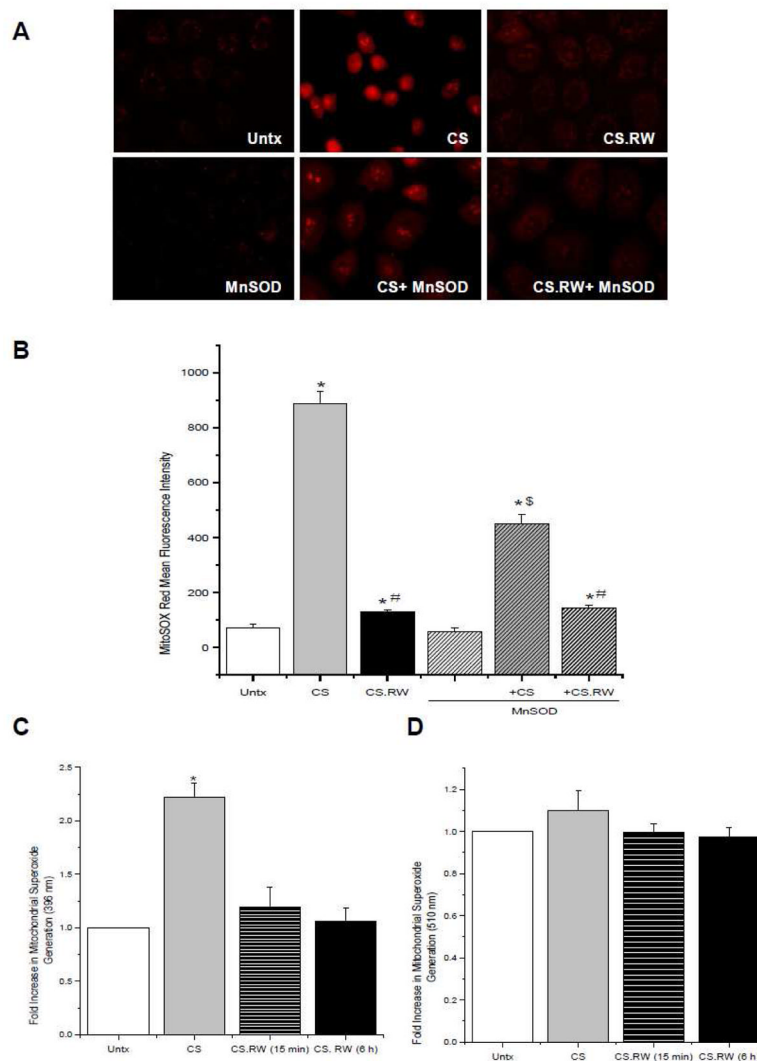 A
Untx
CS
CS.RW
MnSOD
CS+ MnSOD
CS.RW+ MnSOD
B
MitoSOX Red Mean Fluorescence Intensity
1000
800
600
400
200
0
*
*#
*$
*#
Untx
CS
CS.RW
+CS
+CS.RW
MnSOD
C
Fold Increase in Mitochondrial Superoxide
Generation (396 nm)
2.5
2.0
1.5
1.0
0.5
0.0
*
Untx
CS
CS.RW (15 min)
CS. RW (6 h)
D
Fold Increase in Mitochondrial Superoxide
Generation (510 nm)
1.2
1.0
0.8
0.6
0.4
0.2
0.0
Untx
CS
CS.RW (15 min)
CS.RW (6 h)